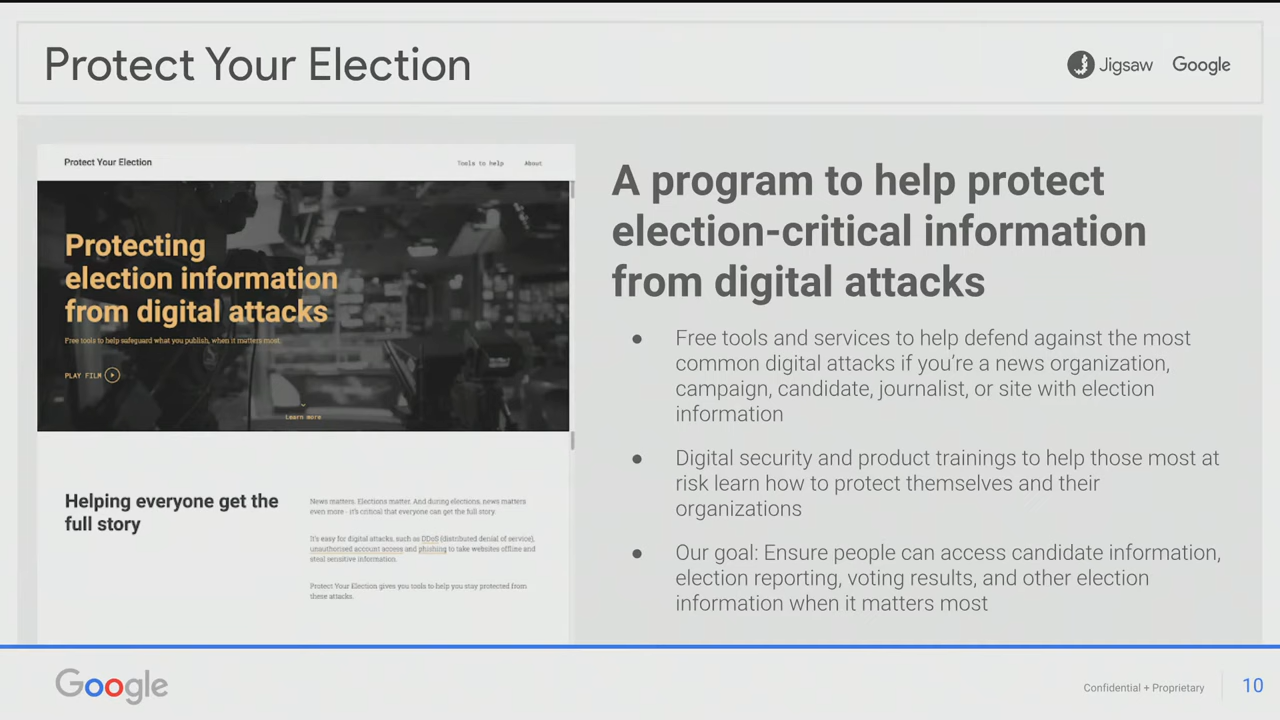 Protect Your Election
Jigsaw
Google
Protect Your Election
Tools to help
About
Protecting
election information
from digital attacks
Free tools to help safeguard what you publish, when it matters most.
PLAY FILM
Learn more
Helping everyone get the
full story
News matters. Elections matter. And during elections, news matters
even more - it's critical that everyone can get the full story.
It's easy for digital attacks, such as DDoS (distributed denial of service),
unauthorised account access and phishing to take websites offline and
steal sensitive information.
Protect Your Election gives you tools to help you stay protected from
these attacks.
A program to help protect
election-critical information
from digital attacks
● Free tools and services to help defend against the most
common digital attacks if you're a news organization,
campaign, candidate, journalist, or site with election
information
● Digital security and product trainings to help those most at
risk learn how to protect themselves and their
organizations
● Our goal: Ensure people can access candidate information,
election reporting, voting results, and other election
information when it matters most
Google
Confidential + Proprietary
10